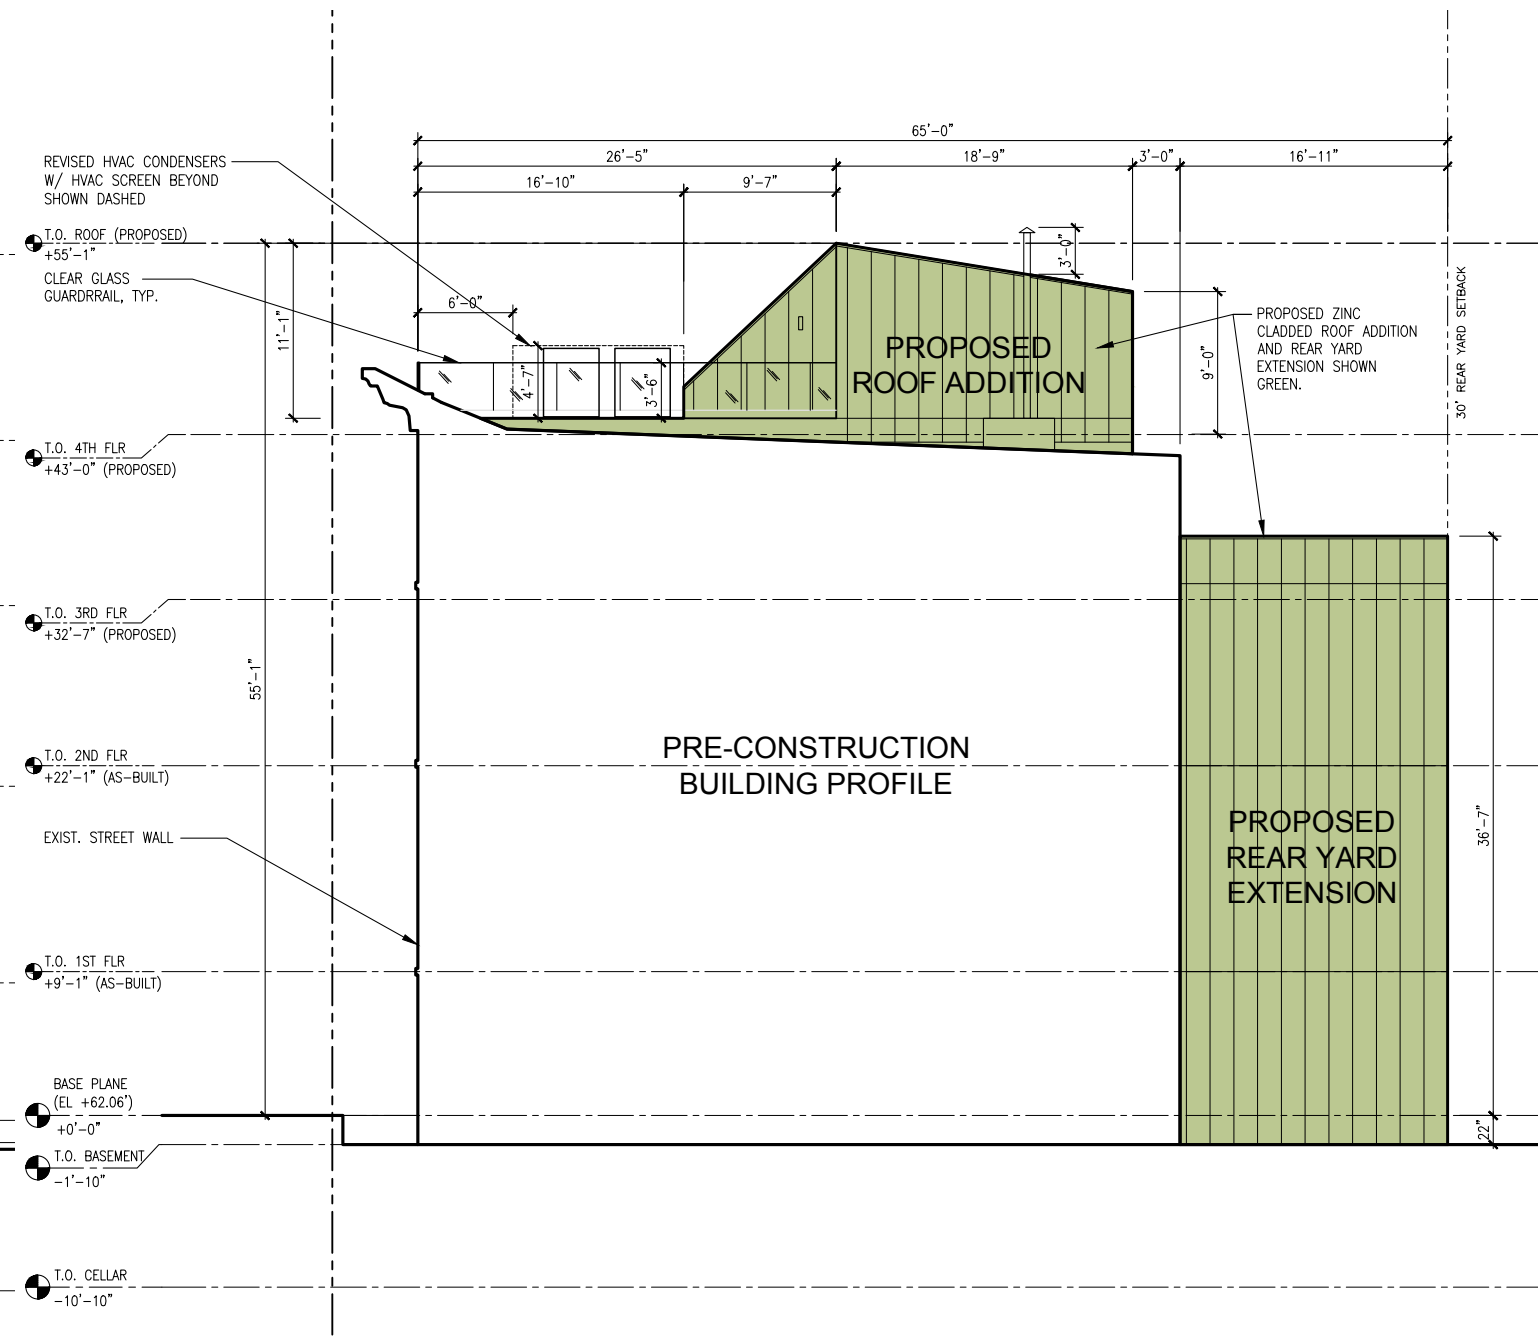 65'-0"
26'-5"
18'-9"
3'-0"
16'-11"
16'-10"
9'-7"
REVISED HVAC CONDENSERS
W/ HVAC SCREEN BEYOND
SHOWN DASHED
T.O. ROOF (PROPOSED)
+55'-1"
CLEAR GLASS
GUARDRRAIL, TYP.
6'-0"
11'-1"
4'-7"
3'-6"
3'-0"
9'-0"
PROPOSED
ROOF ADDITION
PROPOSED ZINC
CLADDED ROOF ADDITION
AND REAR YARD
EXTENSION SHOWN
GREEN.
30' REAR YARD SETBACK
T.O. 4TH FLR
+43'-0" (PROPOSED)
T.O. 3RD FLR
+32'-7" (PROPOSED)
55'-1"
T.O. 2ND FLR
+22'-1" (AS-BUILT)
PRE-CONSTRUCTION
BUILDING PROFILE
EXIST. STREET WALL
PROPOSED
REAR YARD
EXTENSION
36'-7"
T.O. 1ST FLR
+9'-1" (AS-BUILT)
BASE PLANE
(EL +62.06')
+0'-0"
22"
T.O. BASEMENT
-1'-10"
T.O. CELLAR
-10'-10"